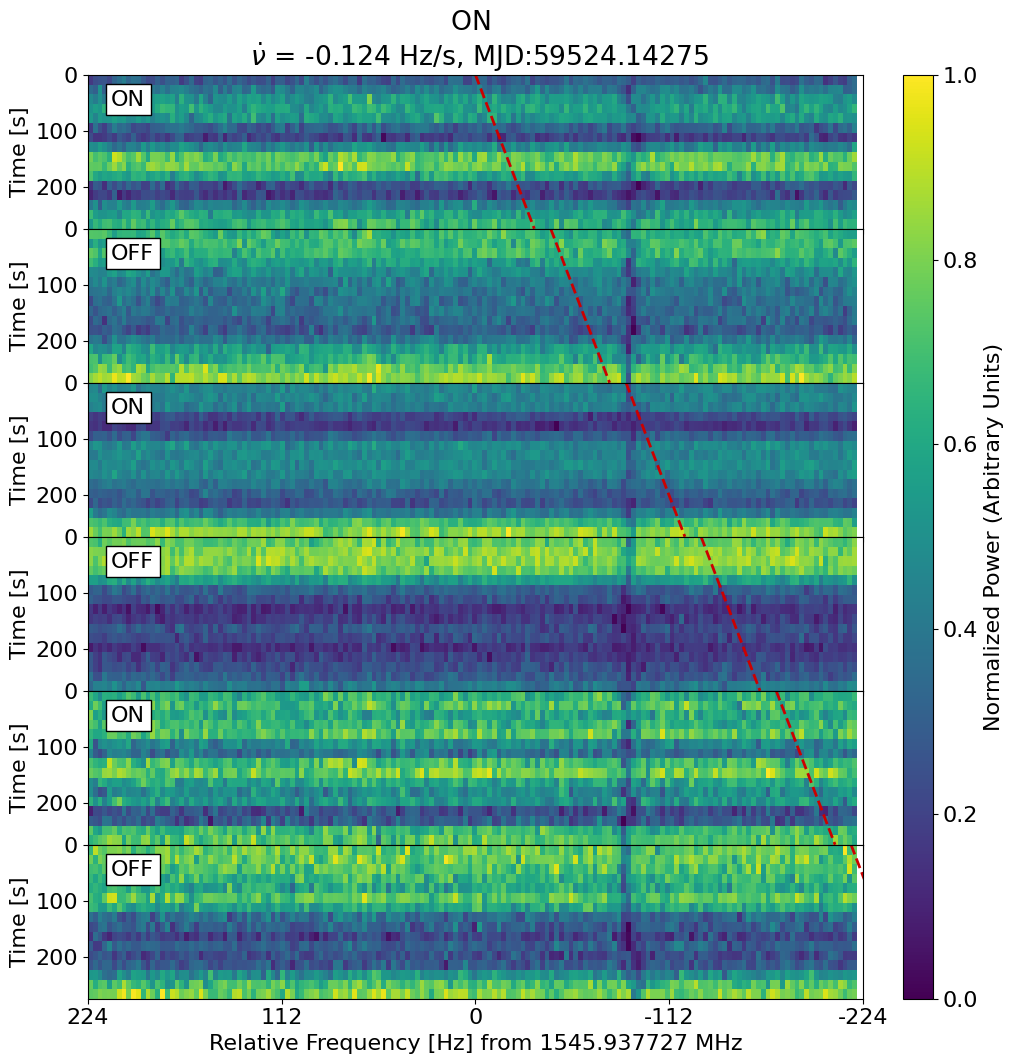 ON
ν̇ = -0.124 Hz/s, MJD:59524.14275
0
ON
100
Time [s]
200
0
OFF
100
Time [s]
200
0
ON
100
Time [s]
200
0
OFF
100
Time [s]
200
0
ON
100
Time [s]
200
0
OFF
100
Time [s]
200
224 112 0 -112 -224
Relative Frequency [Hz] from 1545.937727 MHz
1.0
0.8
0.6
0.4
0.2
0.0
Normalized Power (Arbitrary Units)